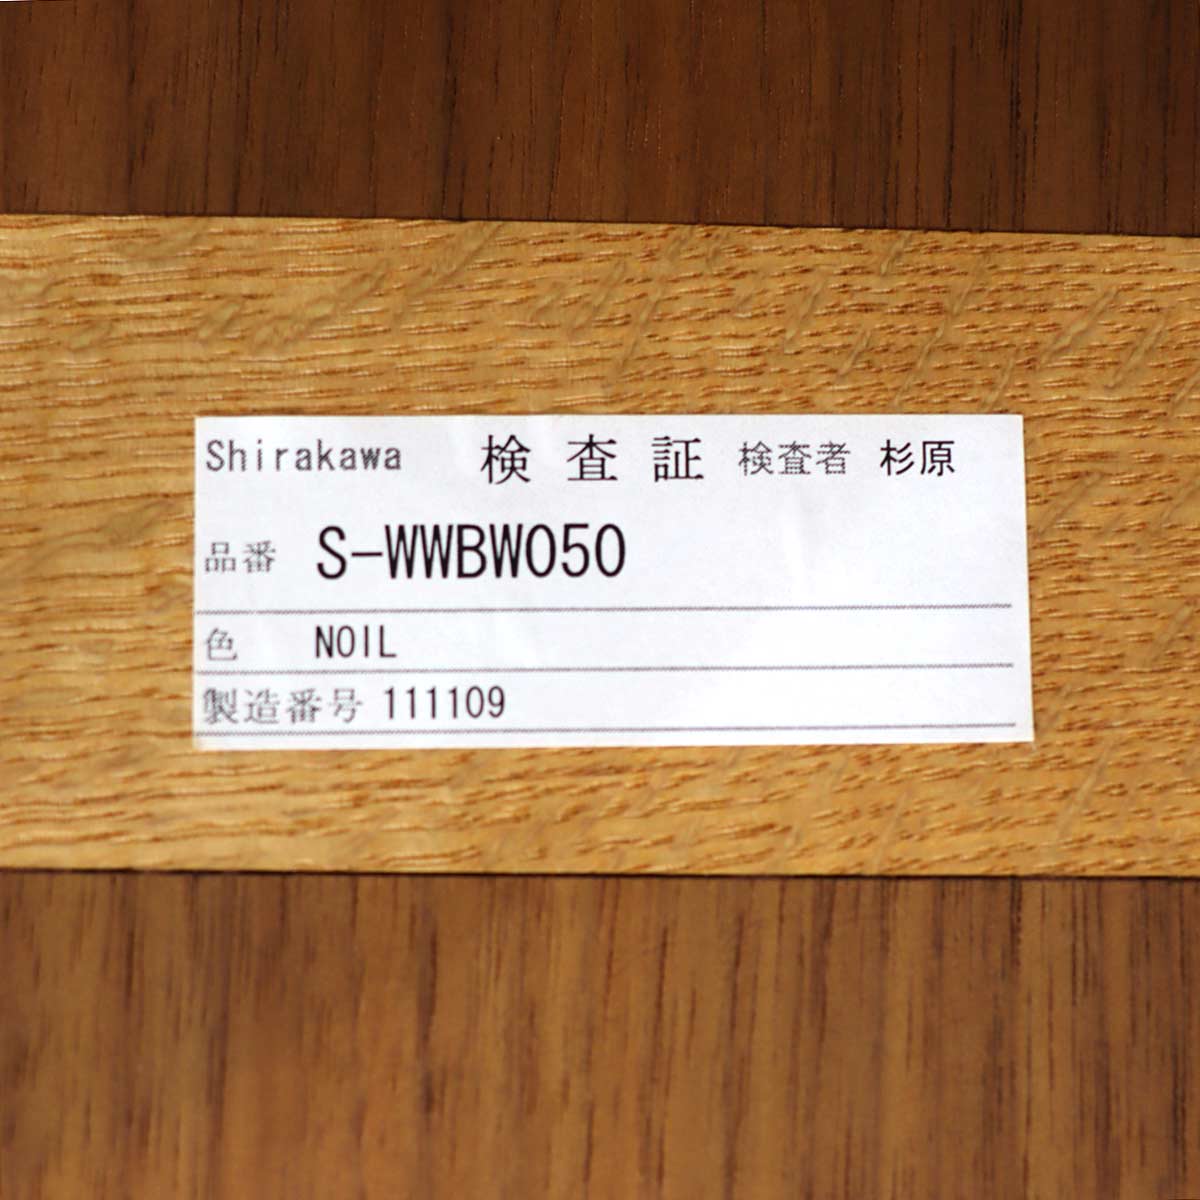 Shirakawa 検査証 検査者 杉原
品番 S-WWBW050
色 NOIL
製造番号 111109